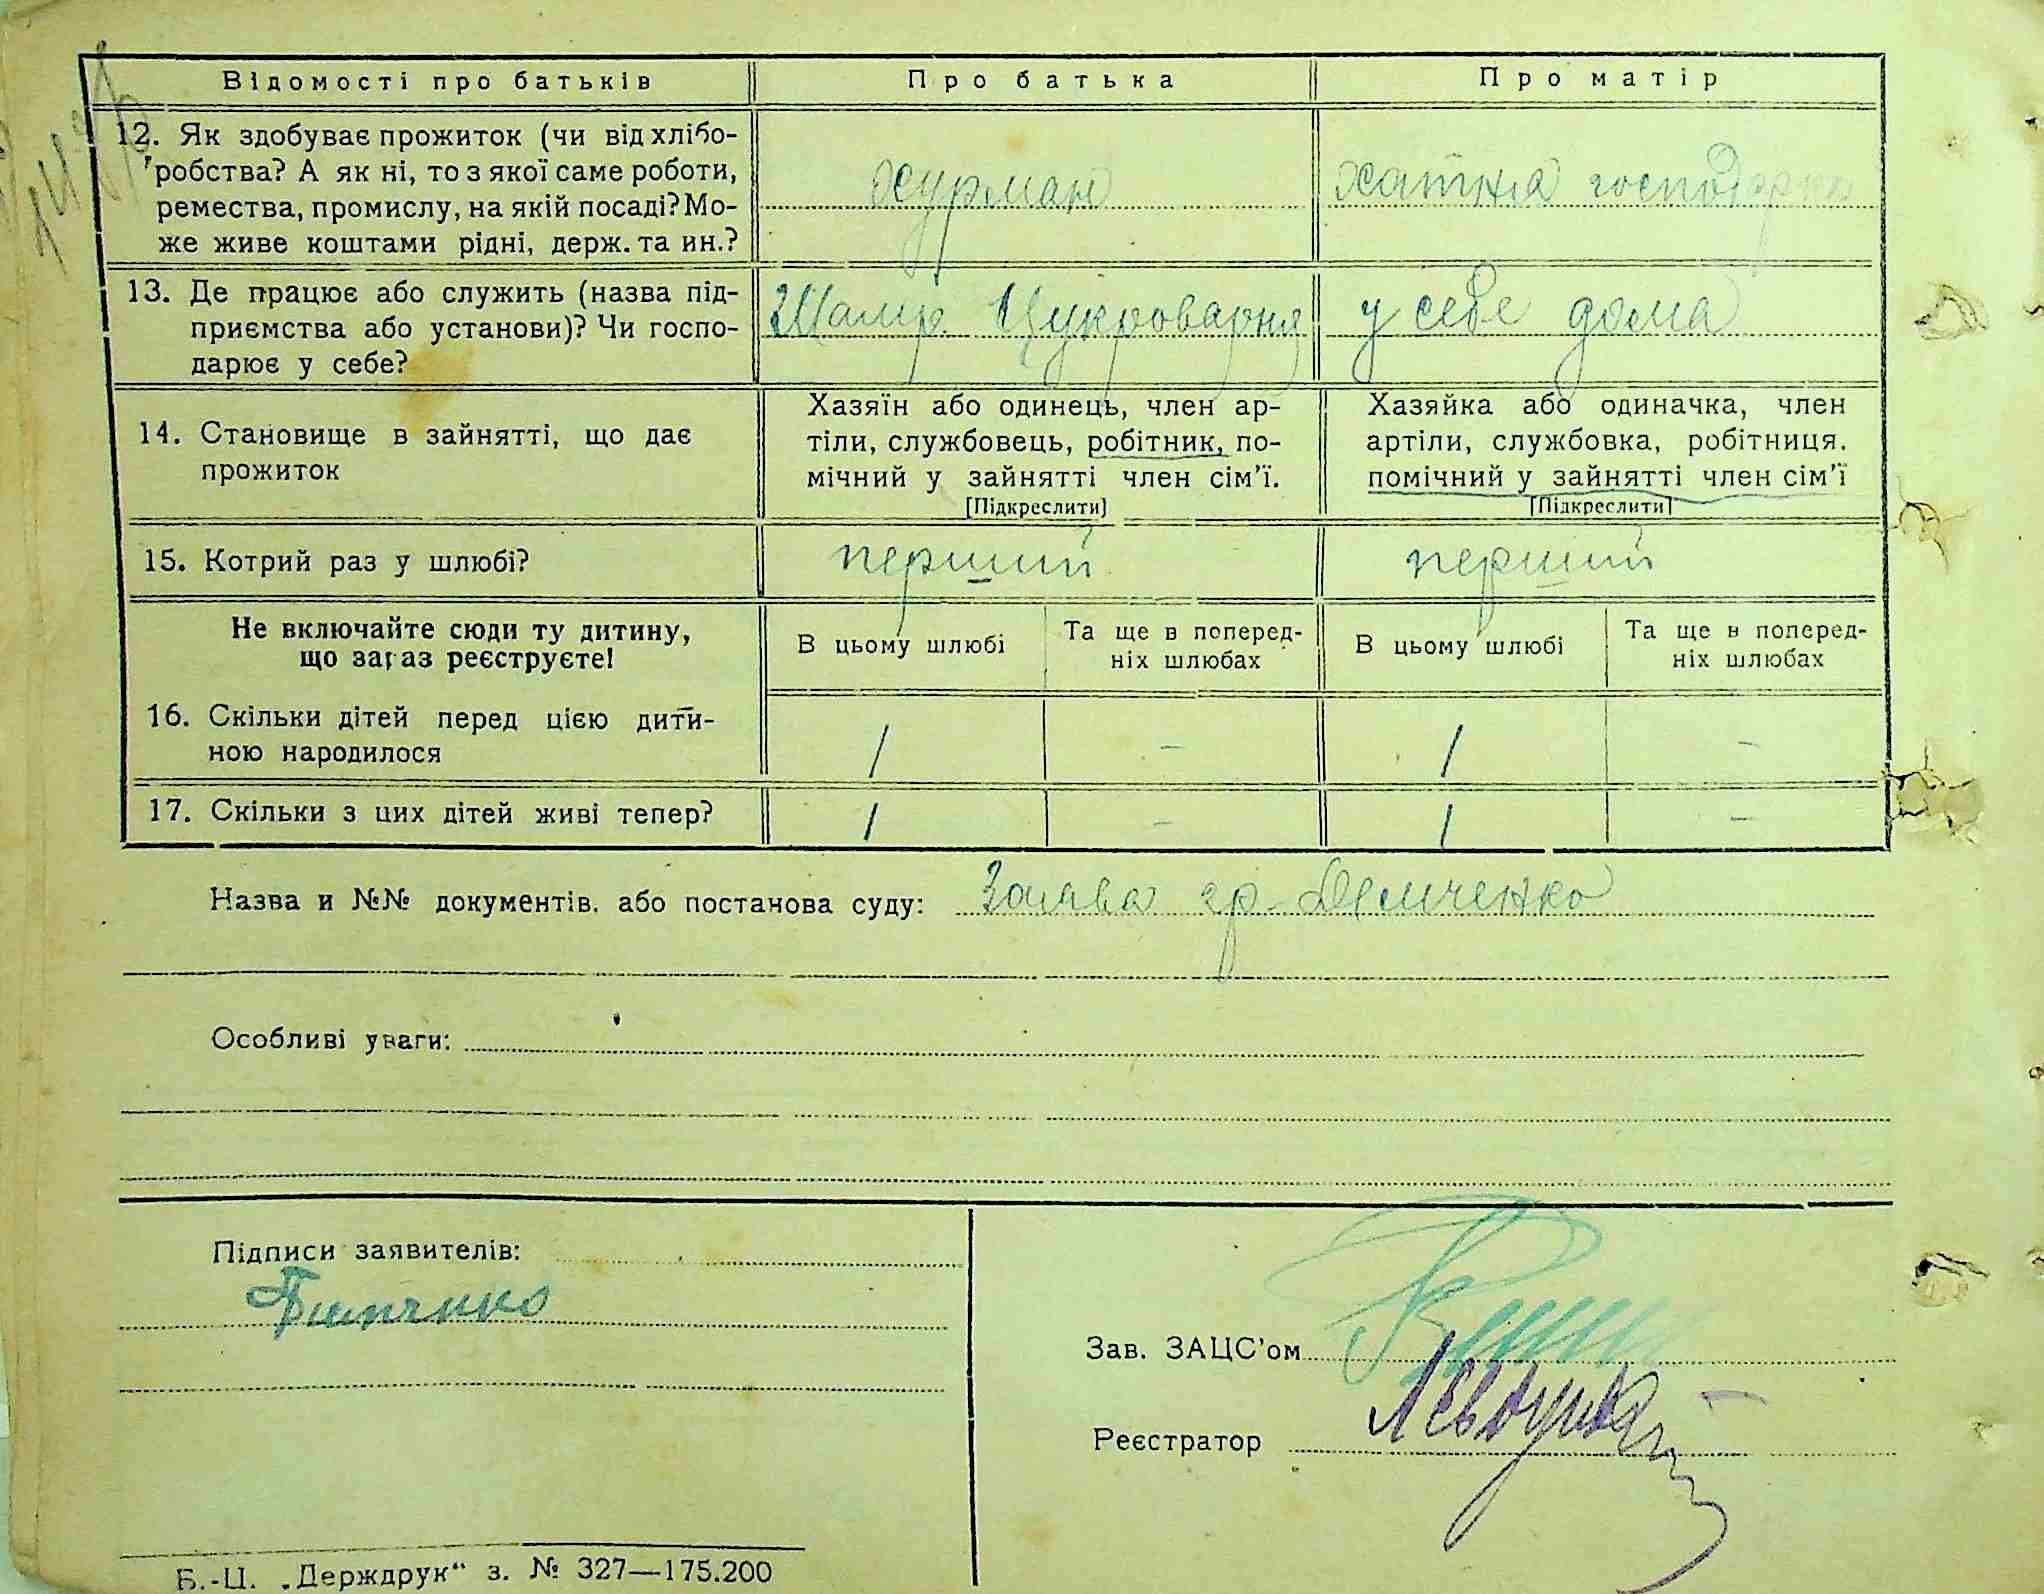 Відомості про батьків
Про батька
Про матір
12. Як здобуває прожиток (чи від хлібо-
робства? А як ні, то з якої саме роботи,
ремества, промислу, на якій посаді? Мо-
же живе коштами рідні, держ. та ин.?
хурман
хатня господарка
13. Де працює або служить (назва під-
приємства або установи)? Чи госпо-
дарює у себе?
Цукроварня
у себе дома
14. Становище в зайнятті, що дає
прожиток
Хазяїн або одинець, член ар-
тіли, службовець, робітник, по-
мічний у зайнятті член сім'ї.
[Підкреслити]
Хазяйка або одиначка, член
артіли, службовка, робітниця.
помічний у зайнятті член сім'ї
[Підкреслити]
15. Котрий раз у шлюбі?
перший
перший
Не включайте сюди ту дитину,
що зараз реєструєте!
В цьому шлюбі
Та ще в поперед-
ніх шлюбах
В цьому шлюбі
Та ще в поперед-
ніх шлюбах
16. Скільки дітей перед цією дити-
ною народилося
1 – 1 –
17. Скільки з цих дітей живі тепер?
1 – 1 –
Назва и №№ документів, або постанова суду: Заява гр. Демченко
Особливі уваги:
Підписи заявителів:
Зав. ЗАЦС'ом
Реєстратор
Б.-Ц. „Держдрук“ з. № 327—175.200